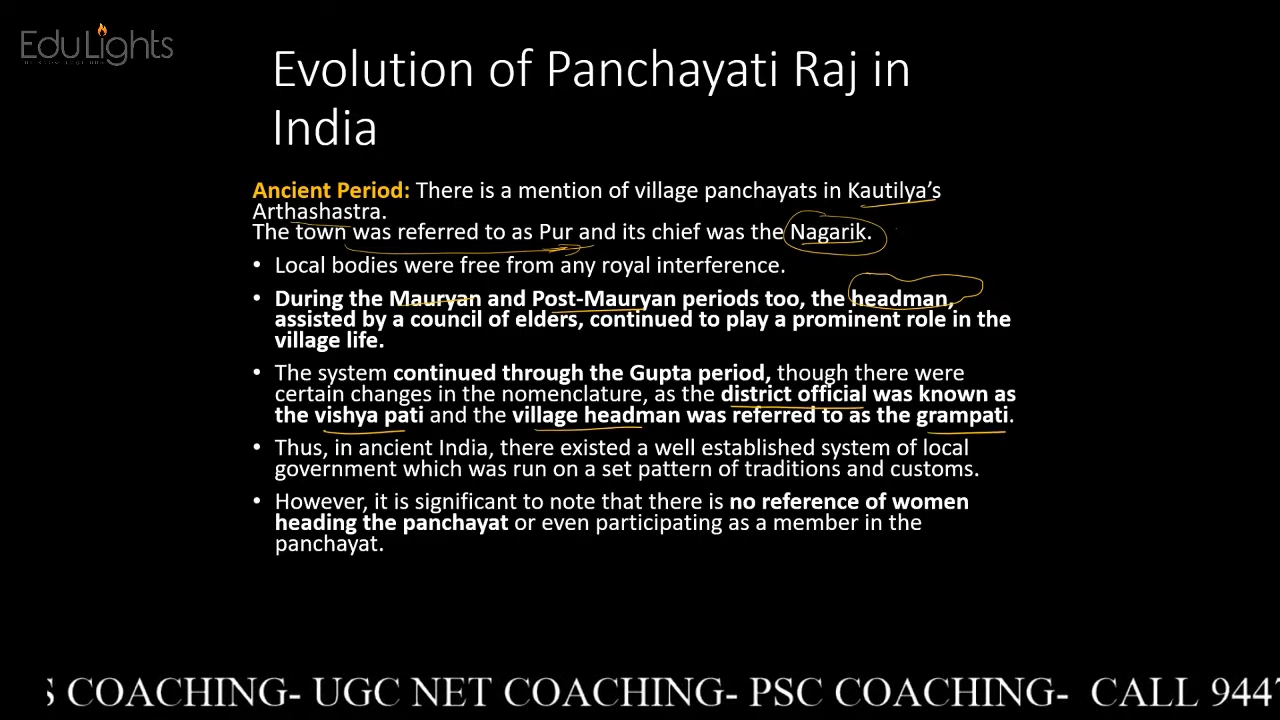 EduLights
Evolution of Panchayati Raj in
India
Ancient Period: There is a mention of village panchayats in Kautilya's
Arthashastra.
The town was referred to as Pur and its chief was the Nagarik.
• Local bodies were free from any royal interference.
• During the Mauryan and Post-Mauryan periods too, the headman,
assisted by a council of elders, continued to play a prominent role in the
village life.
• The system continued through the Gupta period, though there were
certain changes in the nomenclature, as the district official was known as
the vishya pati and the village headman was referred to as the grampati.
• Thus, in ancient India, there existed a well established system of local
government which was run on a set pattern of traditions and customs.
• However, it is significant to note that there is no reference of women
heading the panchayat or even participating as a member in the
panchayat.
S COACHING- UGC NET COACHING- PSC COACHING- CALL 944